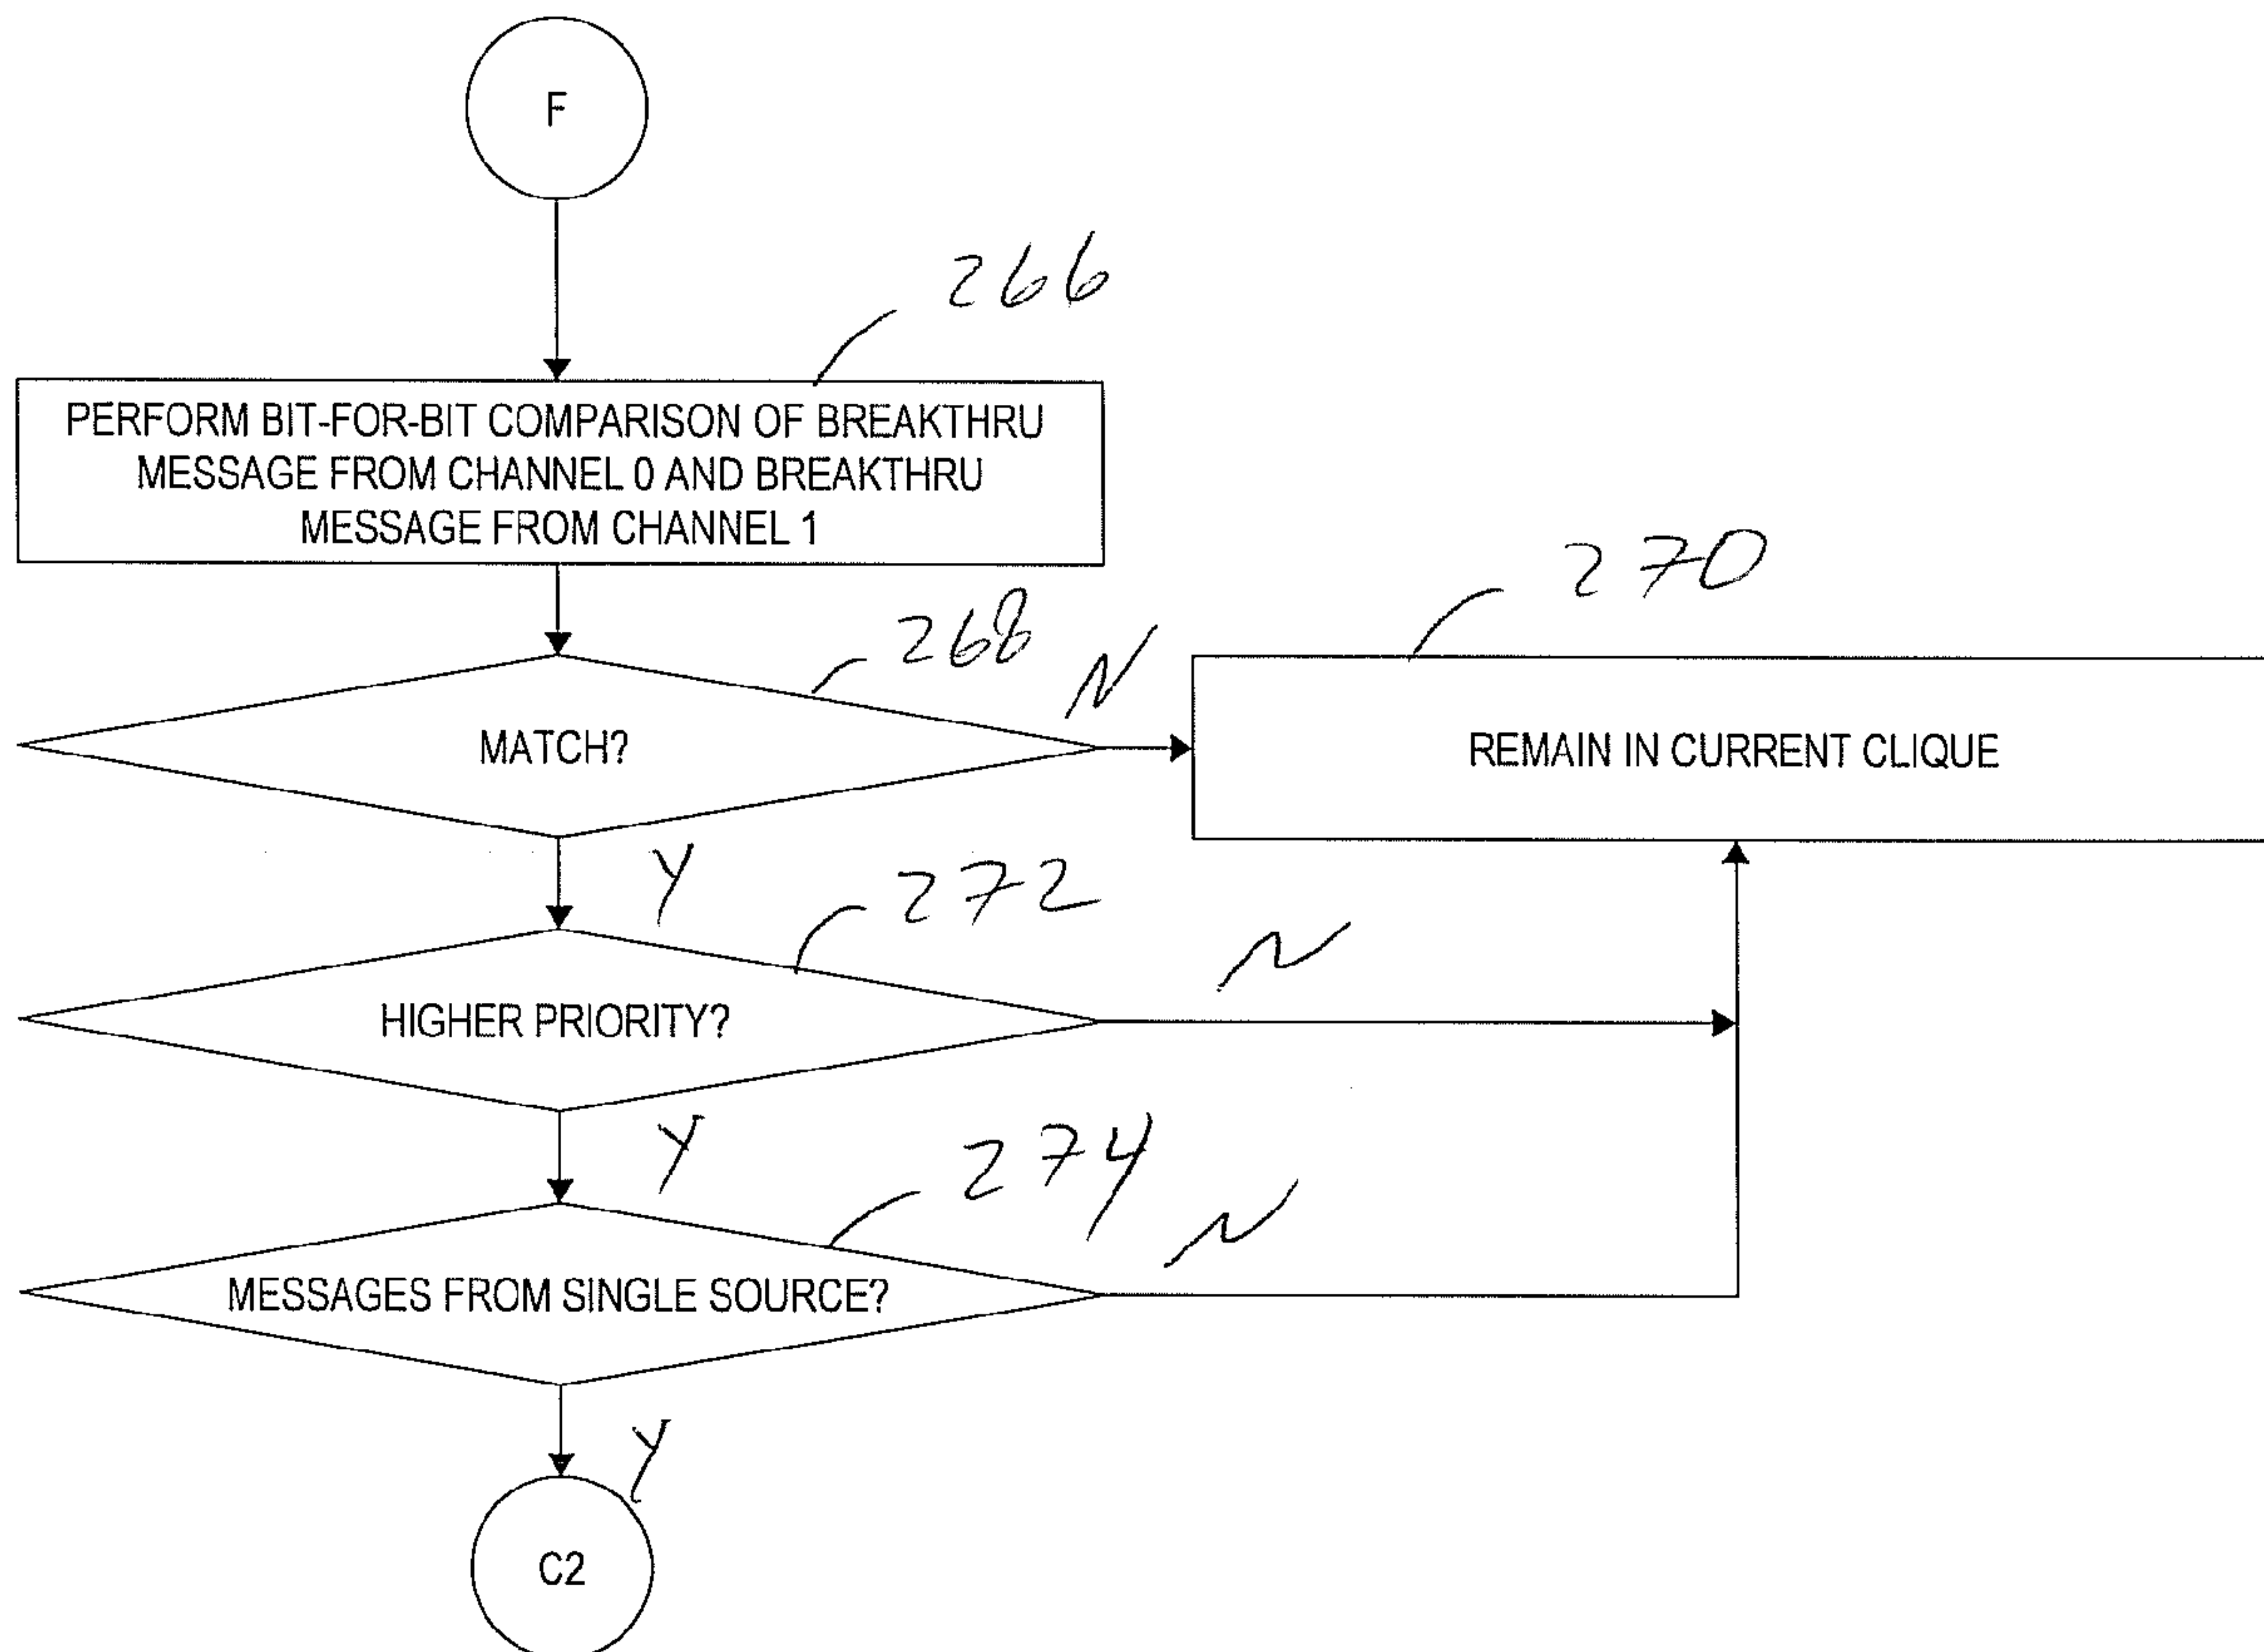 F
266
PERFORM BIT-FOR-BIT COMPARISON OF BREAKTHRU
MESSAGE FROM CHANNEL 0 AND BREAKTHRU
MESSAGE FROM CHANNEL 1
268
N
270
MATCH?
REMAIN IN CURRENT CLIQUE
Y
272
N
HIGHER PRIORITY?
Y
274
N
MESSAGES FROM SINGLE SOURCE?
Y
C2